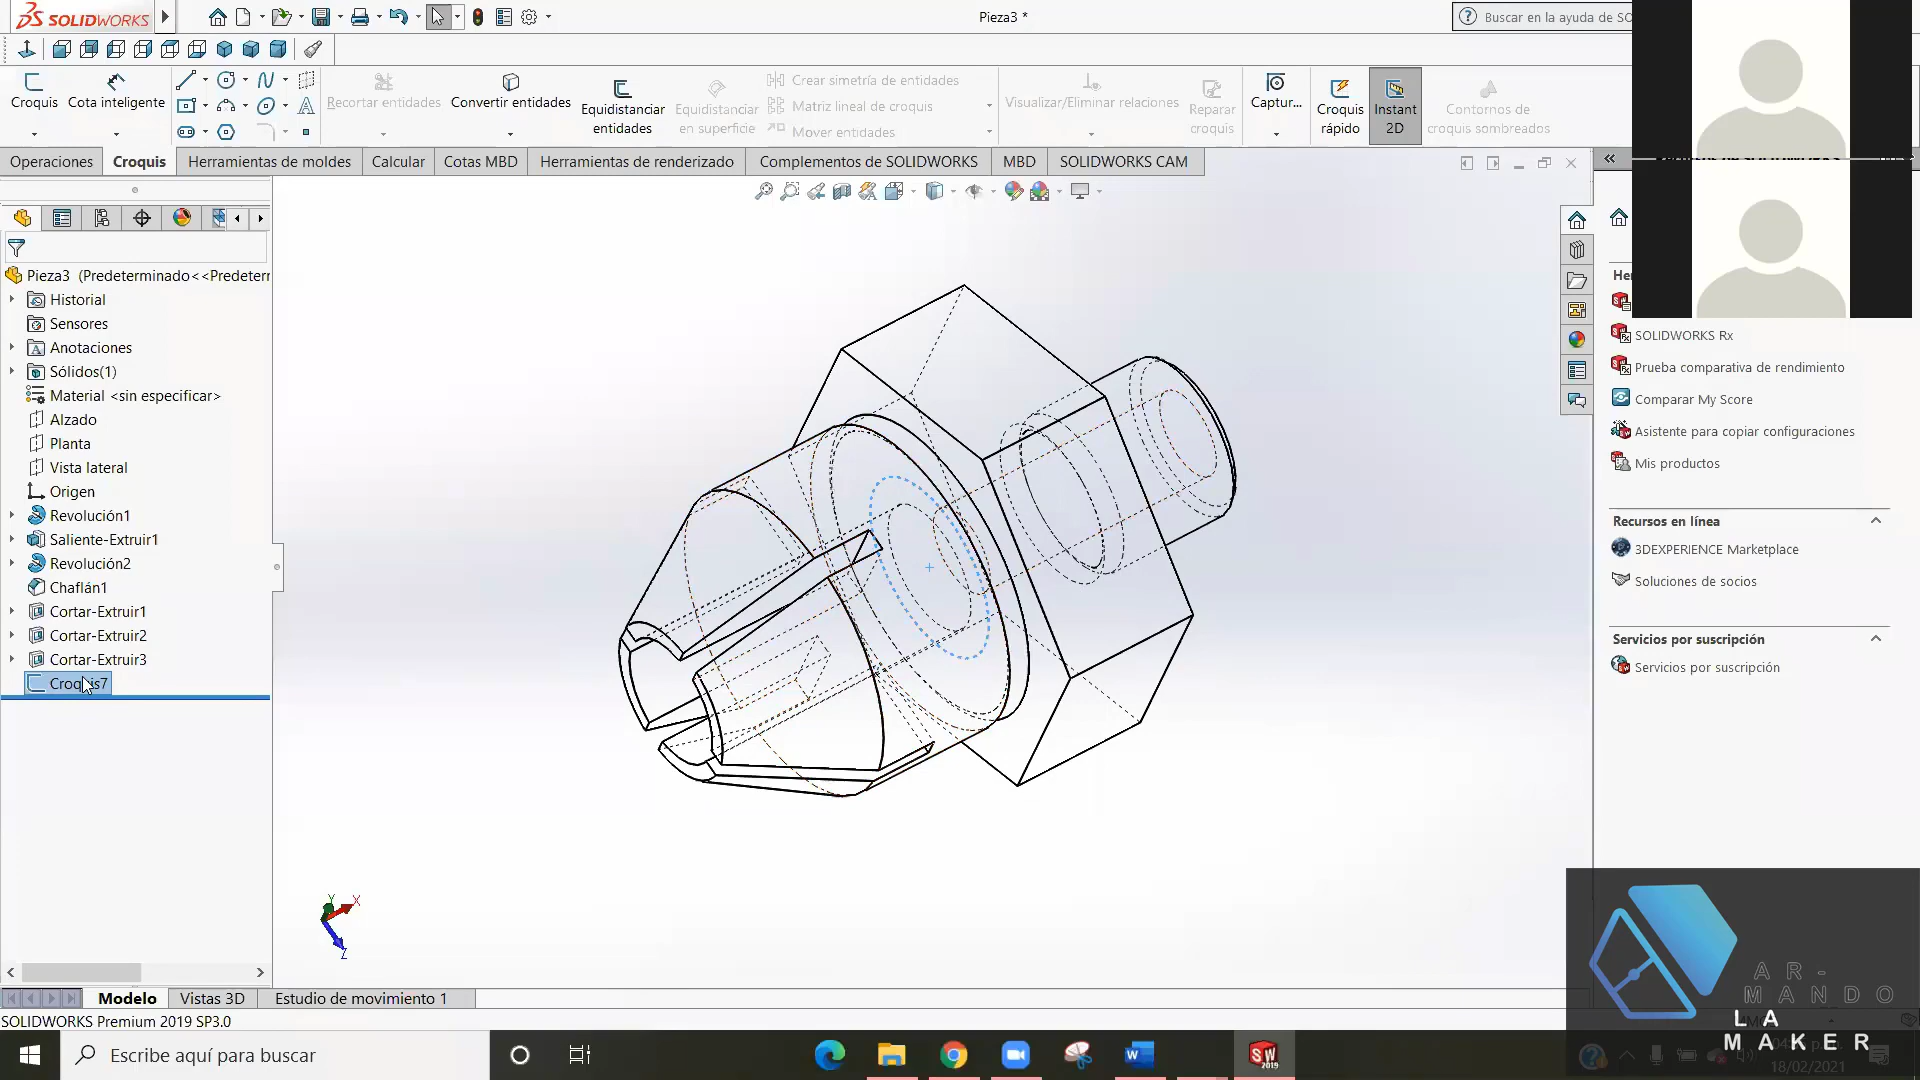 SOLIDWORKS
Pieza3 *
Buscar en la ayuda de SO
Croquis
Cota inteligente
Recortar entidades
Convertir entidades
Equidistanciar
entidades
Equidistanciar
en superficie
Crear simetría de entidades
Matriz lineal de croquis
Mover entidades
Visualizar/Eliminar relaciones
Reparar
croquis
Captur...
Croquis
rápido
Instant
2D
Contornos de
croquis sombreados
Operaciones
Croquis
Herramientas de moldes
Calcular
Cotas MBD
Herramientas de renderizado
Complementos de SOLIDWORKS
MBD
SOLIDWORKS CAM
Pieza3 (Predeterminado<<Predeterr
Historial
Sensores
Anotaciones
Sólidos(1)
Material <sin especificar>
Alzado
Planta
Vista lateral
Origen
Revolución1
Saliente-Extruir1
Revolución2
Chaflán1
Cortar-Extruir1
Cortar-Extruir2
Cortar-Extruir3
Croquis7
Y
X
Z
Her
SOLIDWORKS Rx
Prueba comparativa de rendimiento
Comparar My Score
Asistente para copiar configuraciones
Mis productos
Recursos en línea
3DEXPERIENCE Marketplace
Soluciones de socios
Servicios por suscripción
Servicios por suscripción
Modelo
Vistas 3D
Estudio de movimiento 1
SOLIDWORKS Premium 2019 SP3.0
AR-
MANDO
LA
MAKER
Escribe aquí para buscar
SW
2019
18/02/2021